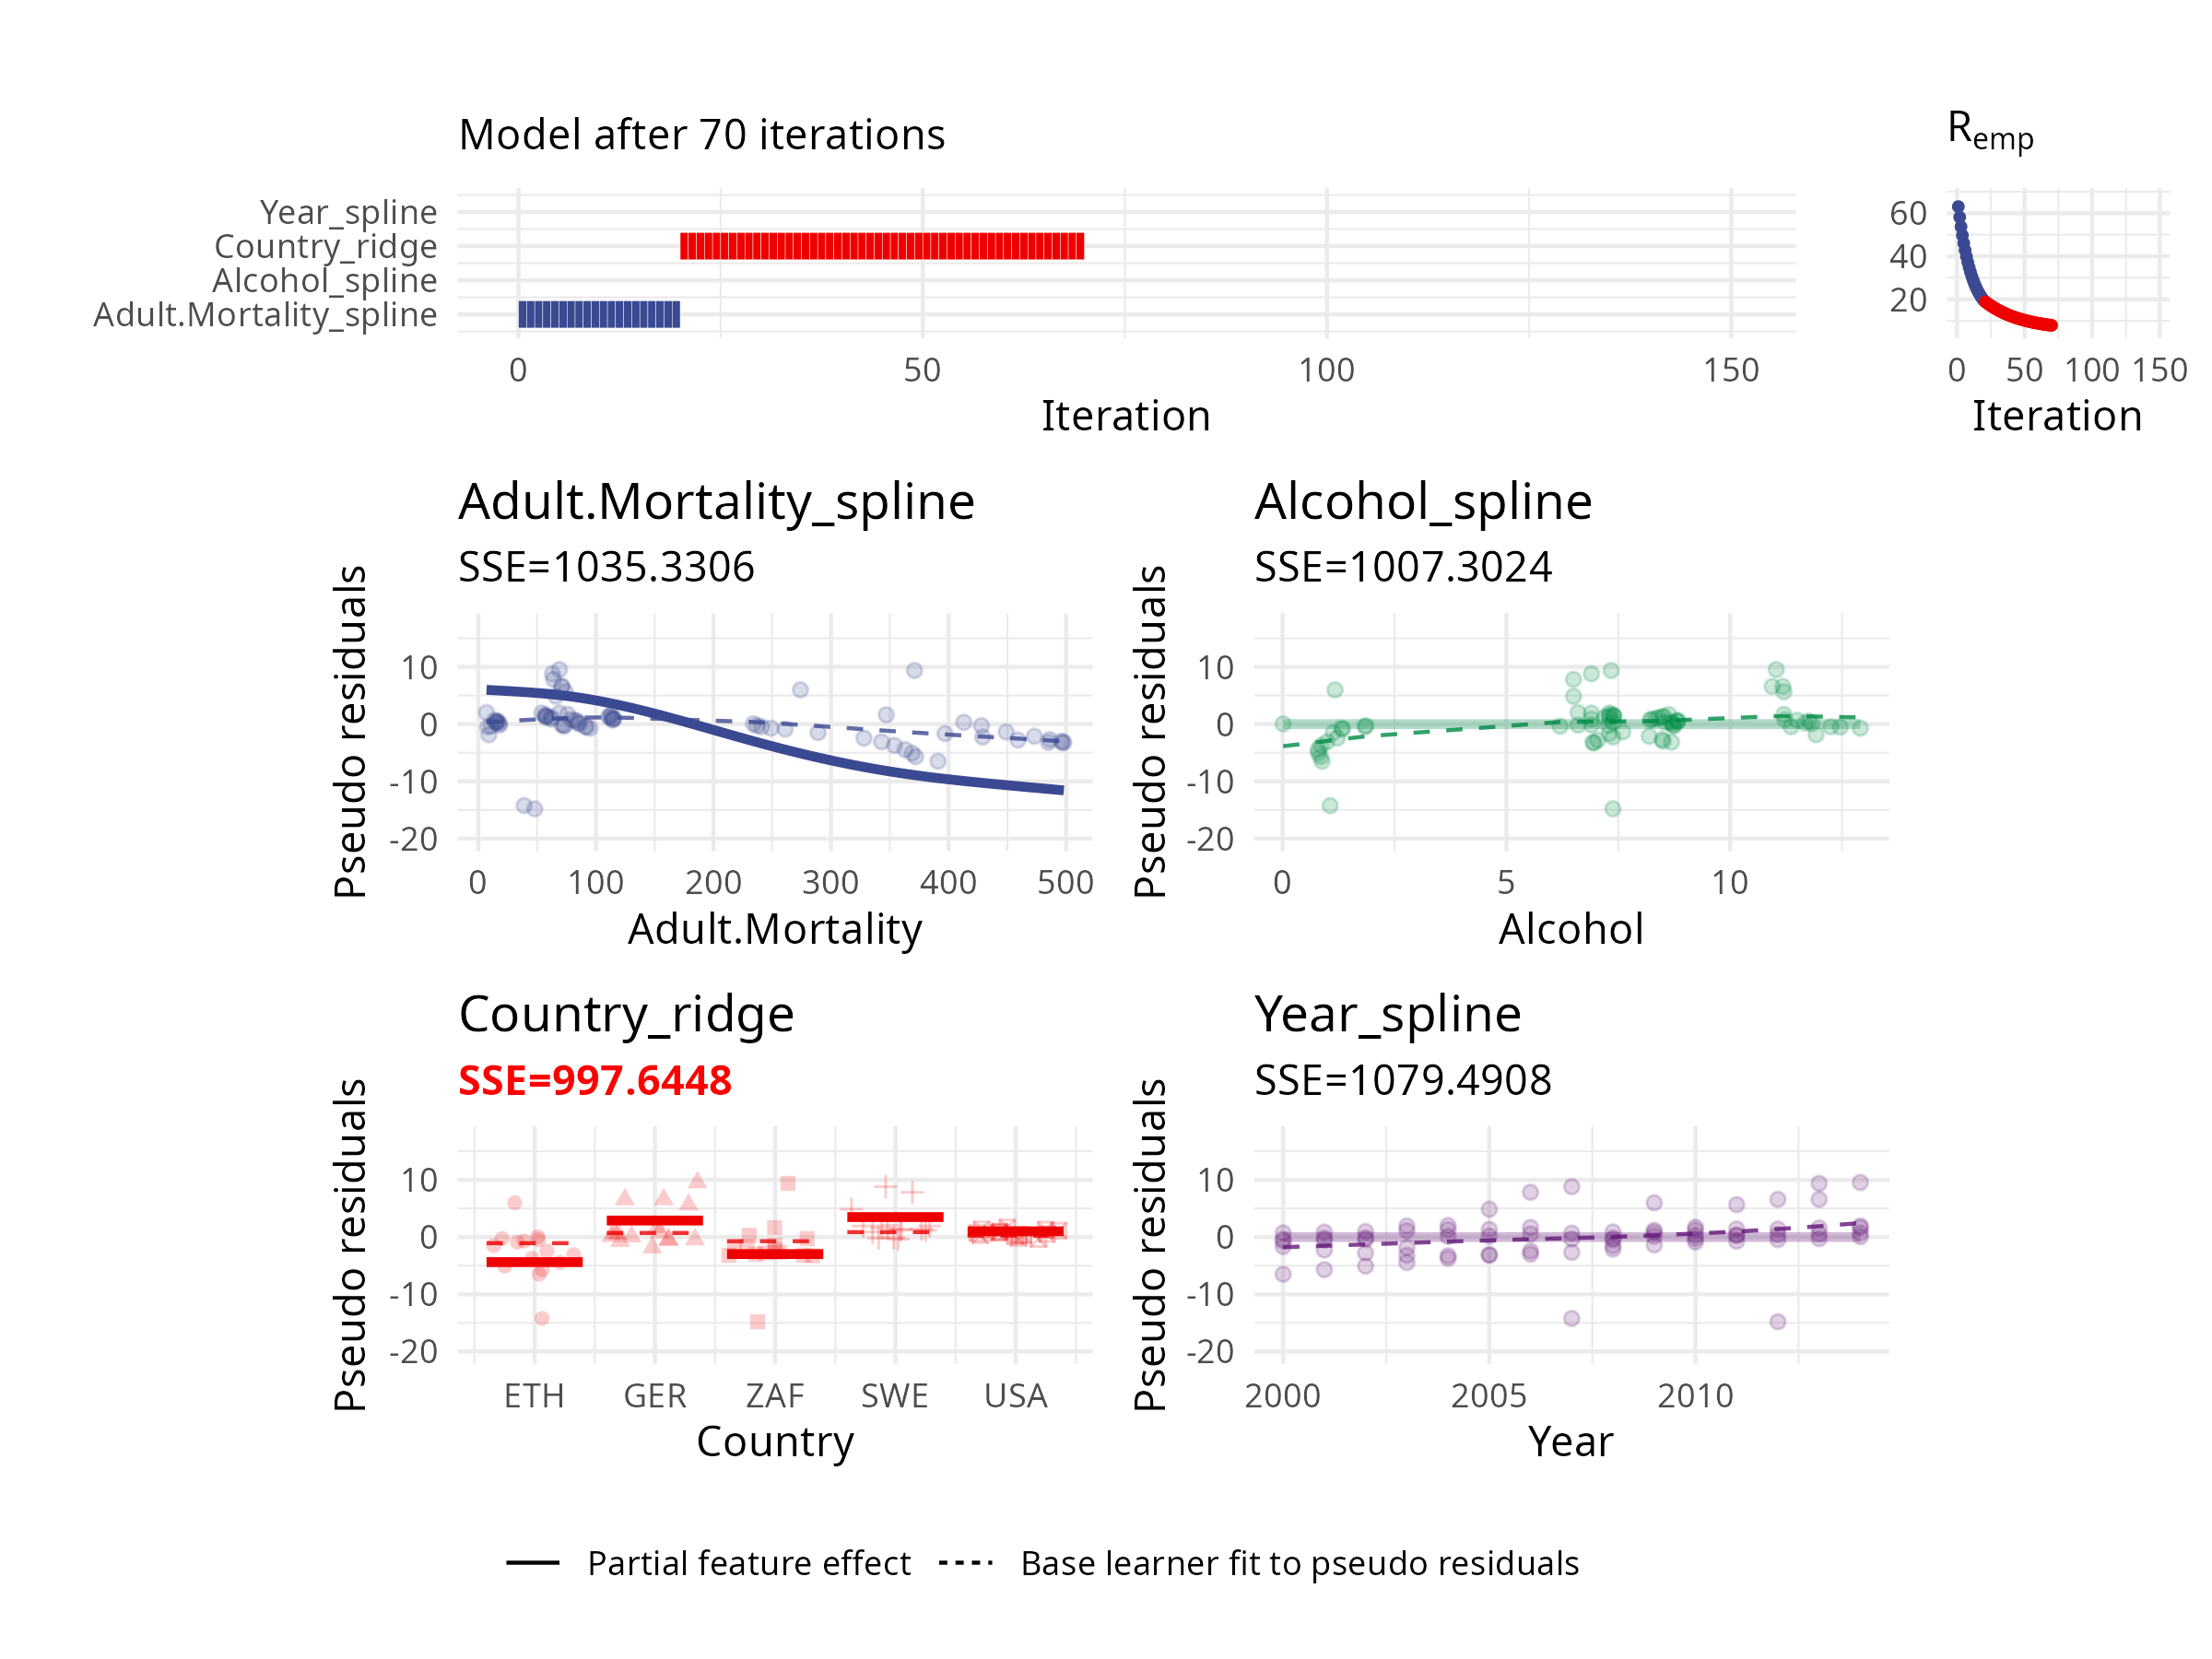 Model after 70 iterations
Year_spline
Country_ridge
Alcohol_spline
Adult.Mortality_spline
0 50 100 150
Iteration
Remp
60
40
20
0 50 100 150
Iteration
Adult.Mortality_spline
SSE=1035.3306
Pseudo residuals
10
0
-10
-20
0 100 200 300 400 500
Adult.Mortality
Alcohol_spline
SSE=1007.3024
Pseudo residuals
10
0
-10
-20
0 5 10
Alcohol
Country_ridge
SSE=997.6448
Pseudo residuals
10
0
-10
-20
ETH GER ZAF SWE USA
Country
Year_spline
SSE=1079.4908
Pseudo residuals
10
0
-10
-20
2000 2005 2010
Year
Partial feature effect Base learner fit to pseudo residuals